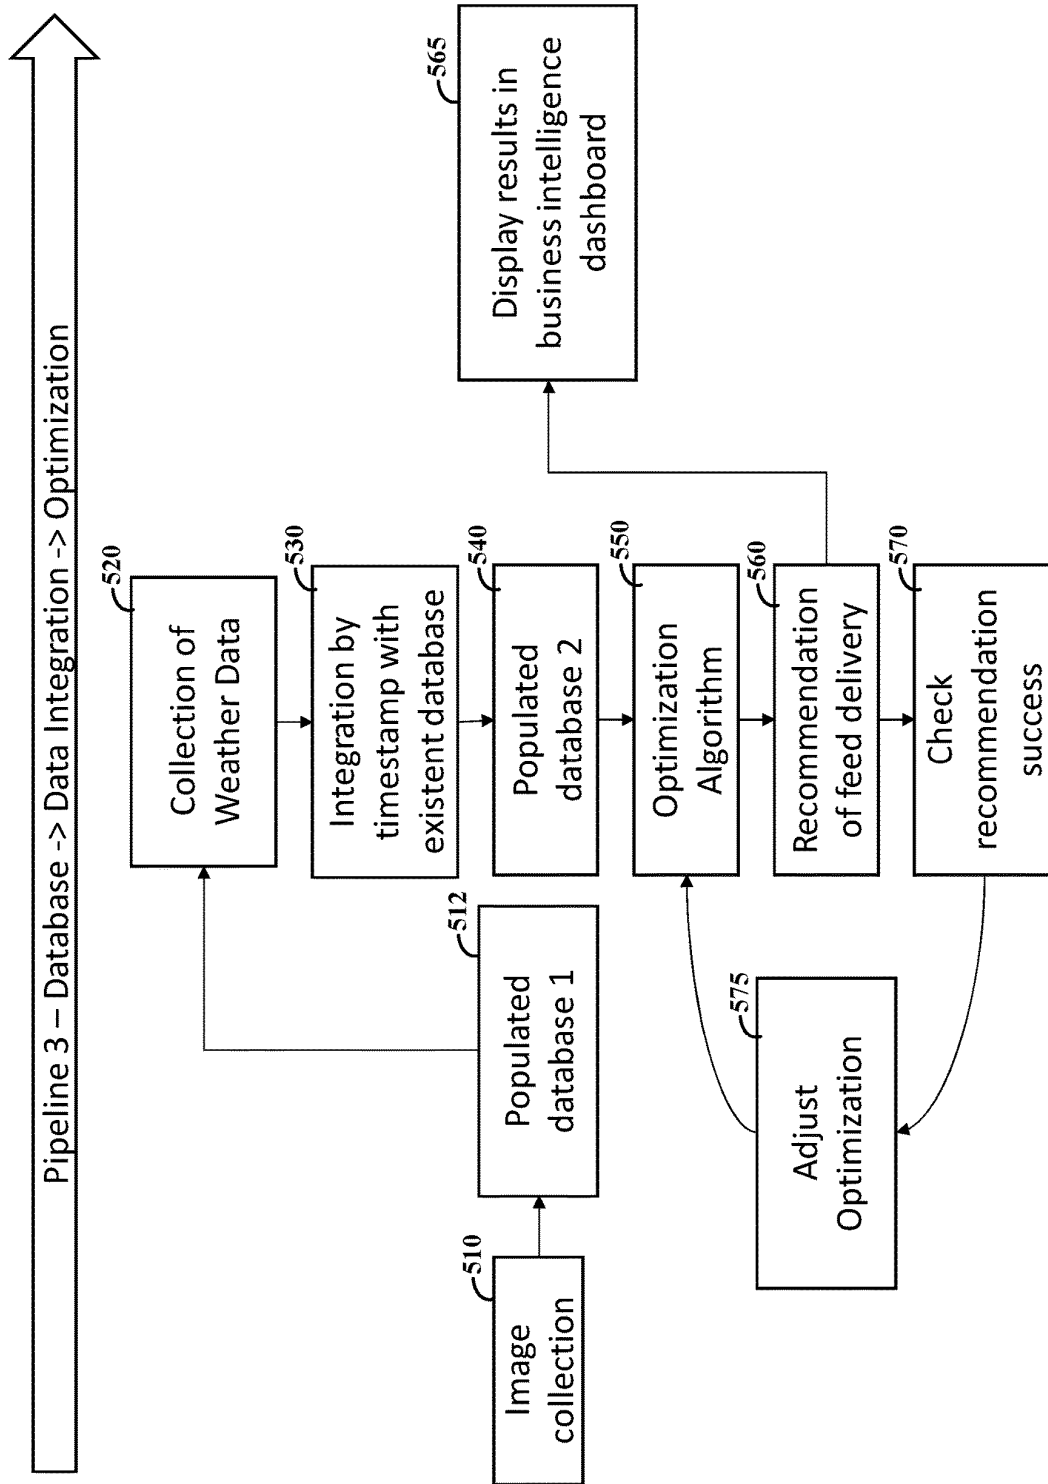 Pipeline 3 – Database -> Data Integration -> Optimization
510
Image
collection
512
Populated
database 1
520
Collection of
Weather Data
530
Integration by
timestamp with
existent database
540
Populated
database 2
550
Optimization
Algorithm
560
Recommendation
of feed delivery
565
Display results in
business intelligence
dashboard
570
Check
recommendation
success
575
Adjust
Optimization